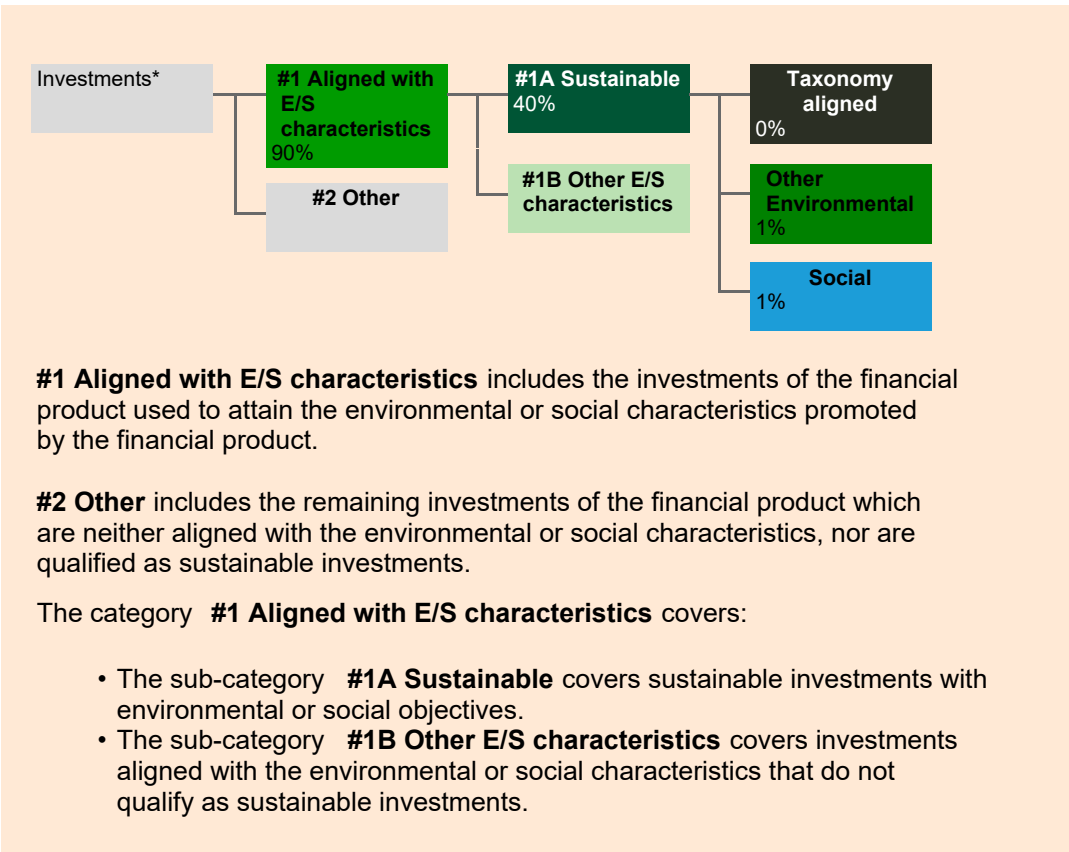 Investments*
#1 Aligned with
E/S
characteristics
90%
#2 Other
#1A Sustainable
40%
#1B Other E/S
characteristics
Taxonomy
aligned
0%
Other
Environmental
1%
Social
1%
#1 Aligned with E/S characteristics includes the investments of the financial
product used to attain the environmental or social characteristics promoted
by the financial product.
#2 Other includes the remaining investments of the financial product which
are neither aligned with the environmental or social characteristics, nor are
qualified as sustainable investments.
The category #1 Aligned with E/S characteristics covers:
• The sub-category #1A Sustainable covers sustainable investments with
environmental or social objectives.
• The sub-category #1B Other E/S characteristics covers investments
aligned with the environmental or social characteristics that do not
qualify as sustainable investments.